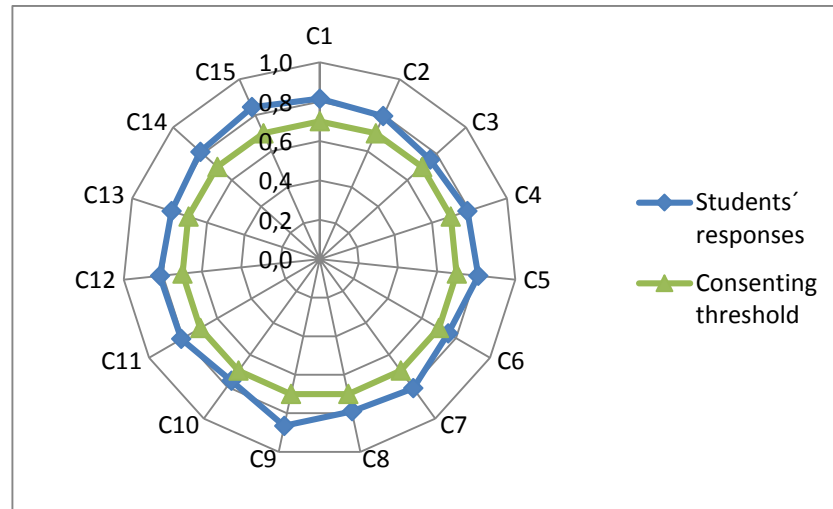 C1
C2
C3
C4
C5
C6
C7
C8
C9
C10
C11
C12
C13
C14
C15
1,0
0,8
0,6
0,4
0,2
0,0
Students´
responses
Consenting
threshold